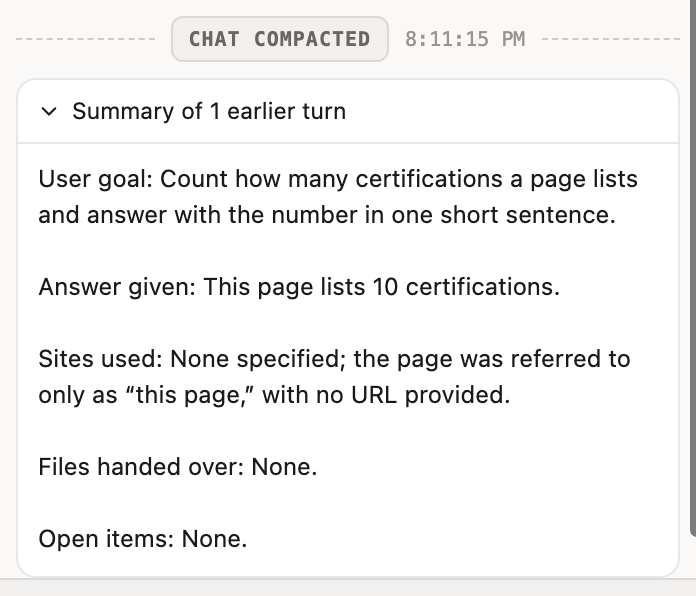 CHAT COMPACTED 8:11:15 PM
Summary of 1 earlier turn
User goal: Count how many certifications a page lists
and answer with the number in one short sentence.
Answer given: This page lists 10 certifications.
Sites used: None specified; the page was referred to
only as “this page,” with no URL provided.
Files handed over: None.
Open items: None.